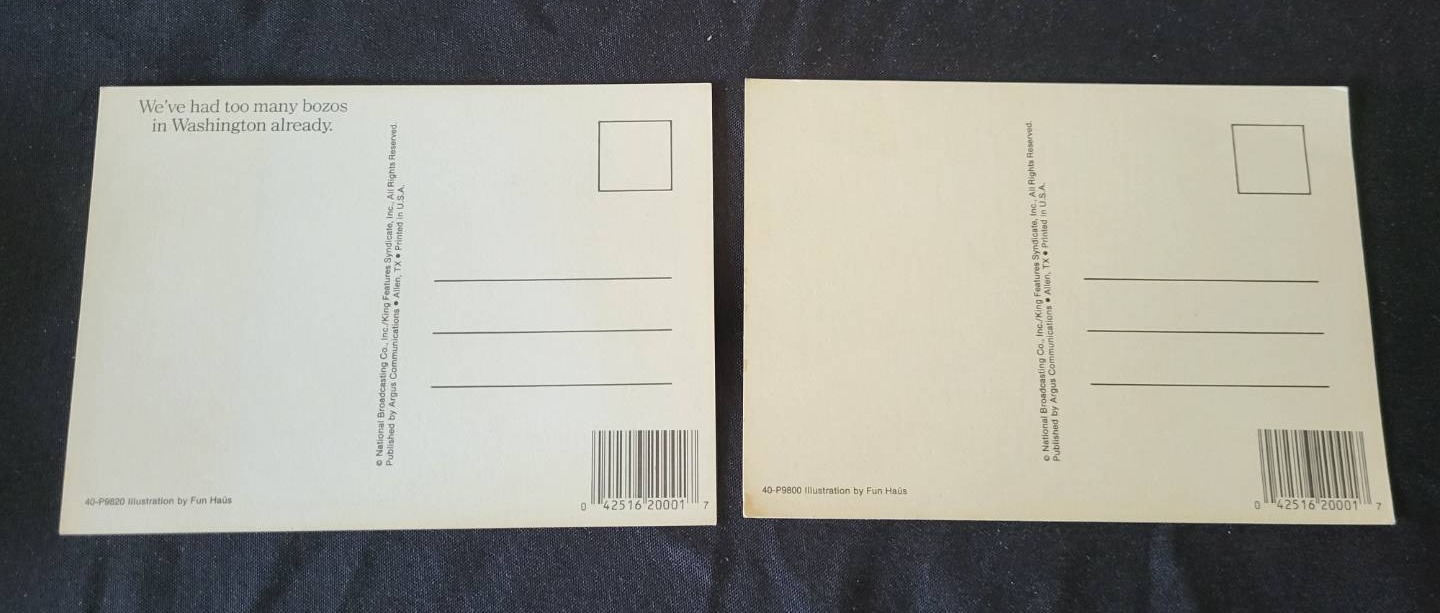 We've had too many bozos
in Washington already.
© National Broadcasting Co., Inc./King Features Syndicate, Inc., All Rights Reserved.
Published by Argus Communications • Allen, TX • Printed in U.S.A.
40-P9820 Illustration by Fun Haüs
0 42516 20001 7
© National Broadcasting Co., Inc./King Features Syndicate, Inc., All Rights Reserved.
Published by Argus Communications • Allen, TX • Printed in U.S.A.
40-P9800 Illustration by Fun Haüs
0 42516 20001 7